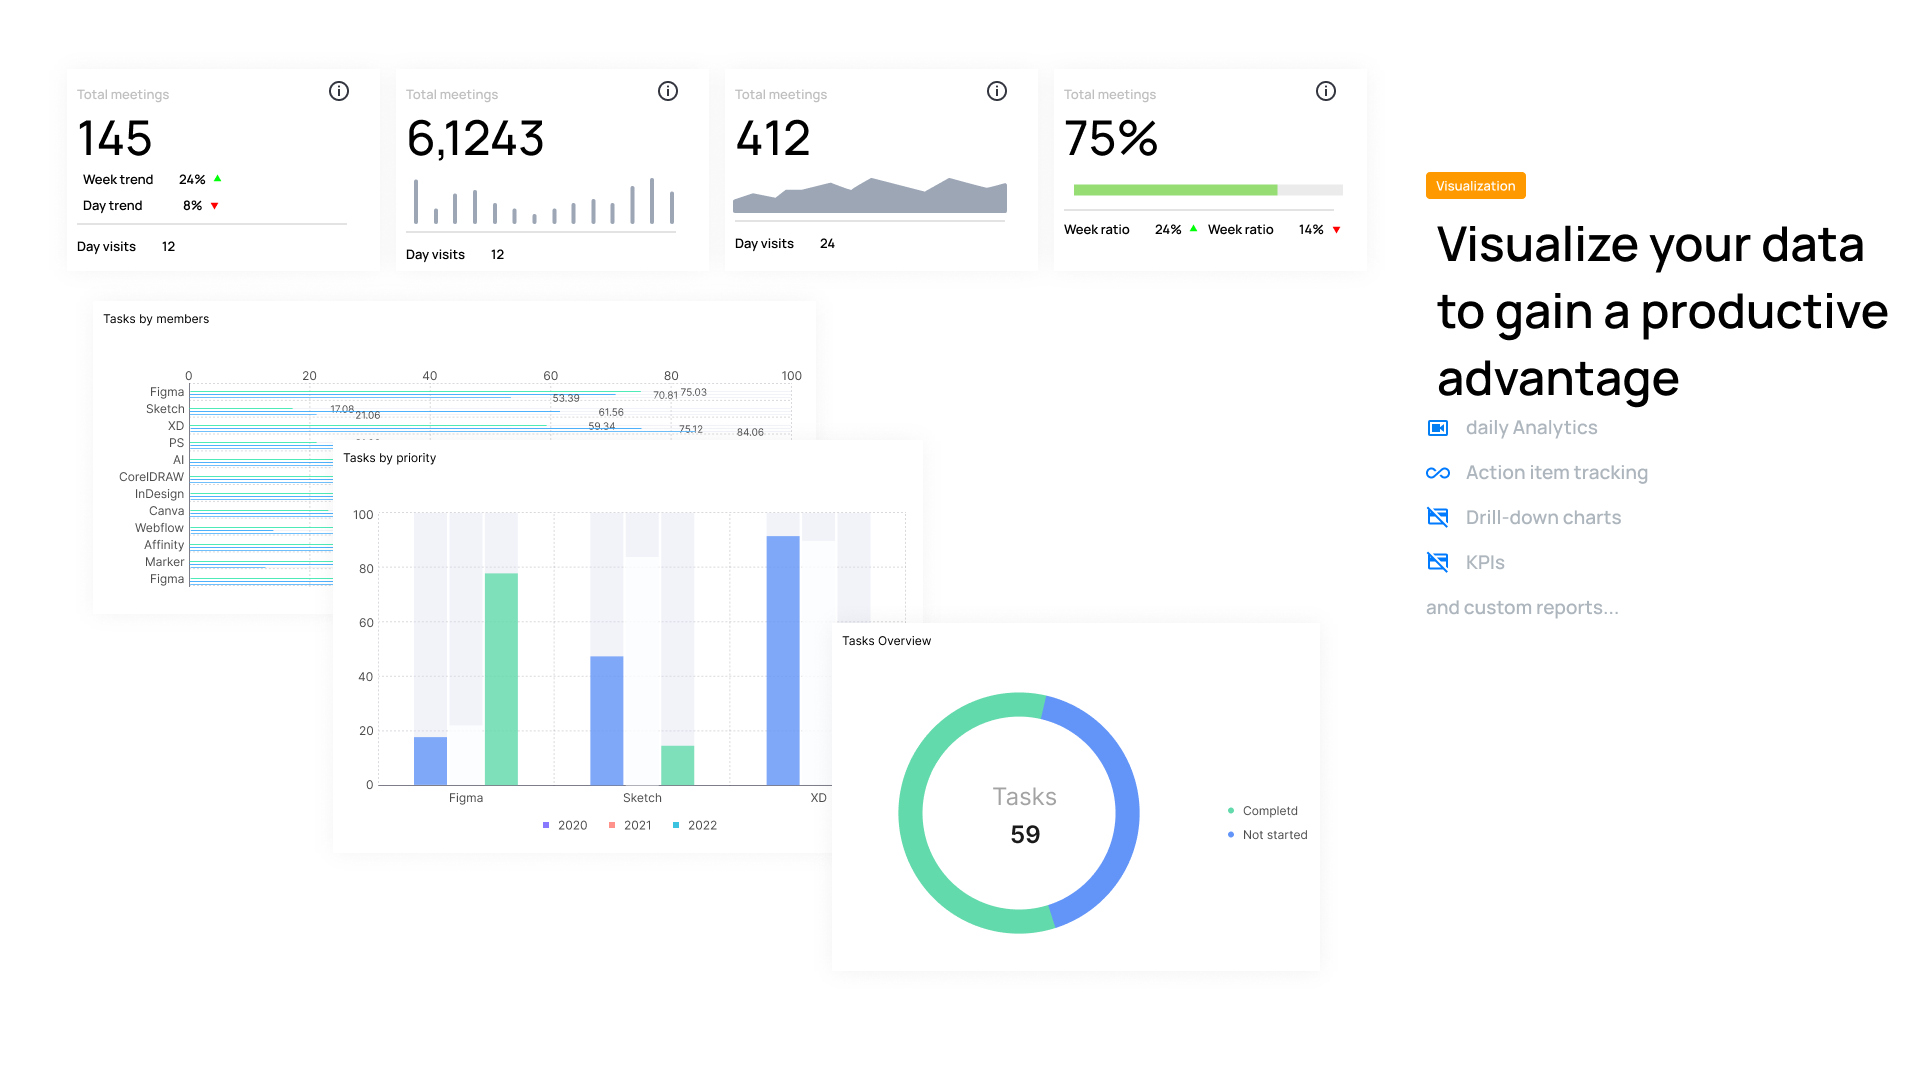 Total meetings
145
Week trend 24%
Day trend 8%
Day visits 12
Total meetings
6,1243
Day visits 12
Total meetings
412
Day visits 24
Total meetings
75%
Week ratio 24% Week ratio 14%
Visualization
Visualize your data
to gain a productive
advantage
daily Analytics
Action item tracking
Drill-down charts
KPIs
and custom reports...
Tasks by members
0 20 40 60 80 100
Figma 53.39 70.81 75.03
Sketch 17.08 21.06 61.56
XD 59.34 75.12 84.06
PS
AI
CorelDRAW
InDesign
Canva
Webflow
Affinity
Marker
Figma
Tasks by priority
100
80
60
40
20
0
Figma Sketch XD
2020 2021 2022
Tasks Overview
Tasks
59
Completd
Not started